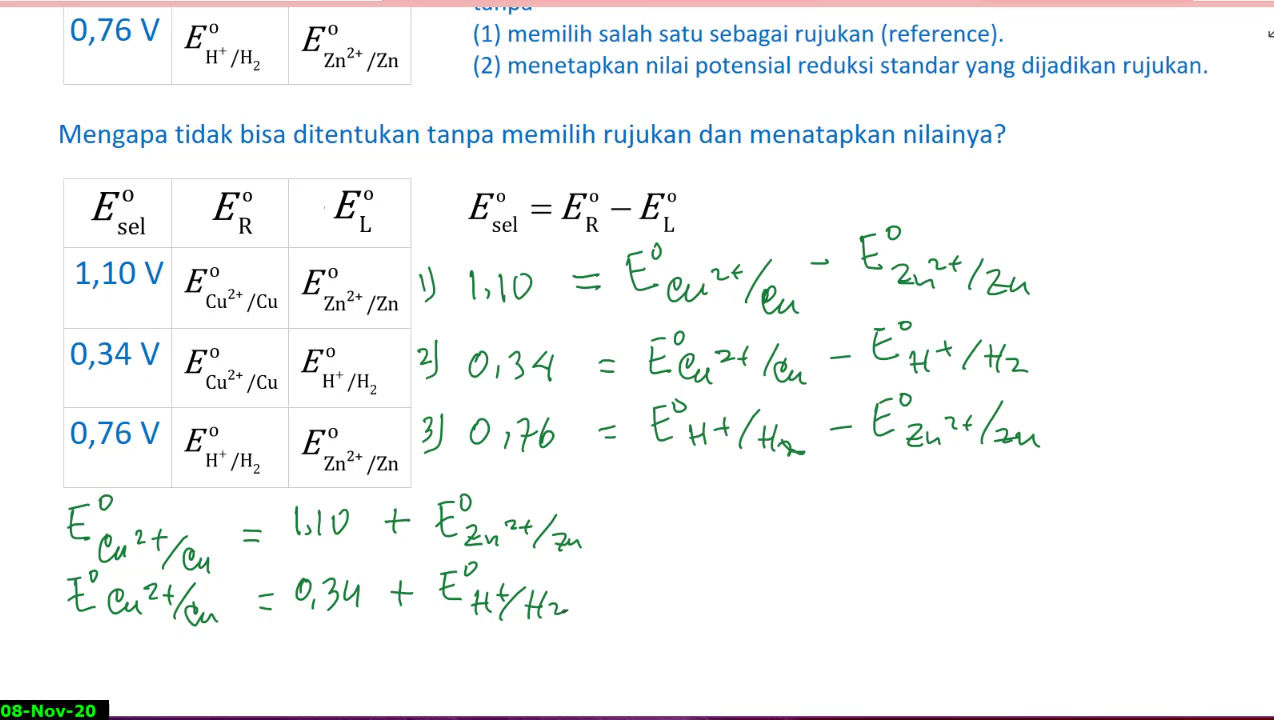 tanpa
0,76 V E°H⁺/H₂ E°Zn²⁺/Zn
(1) memilih salah satu sebagai rujukan (reference).
(2) menetapkan nilai potensial reduksi standar yang dijadikan rujukan.
Mengapa tidak bisa ditentukan tanpa memilih rujukan dan menatapkan nilainya?
E°sel E°R E°L
E°sel = E°R − E°L
1,10 V E°Cu²⁺/Cu E°Zn²⁺/Zn
1) 1,10 = E°Cu²⁺/Cu − E°Zn²⁺/Zn
0,34 V E°Cu²⁺/Cu E°H⁺/H₂
2) 0,34 = E°Cu²⁺/Cu − E°H⁺/H₂
0,76 V E°H⁺/H₂ E°Zn²⁺/Zn
3) 0,76 = E°H⁺/H₂ − E°Zn²⁺/Zn
E°Cu²⁺/Cu = 1,10 + E°Zn²⁺/Zn
E°Cu²⁺/Cu = 0,34 + E°H⁺/H₂
08-Nov-20